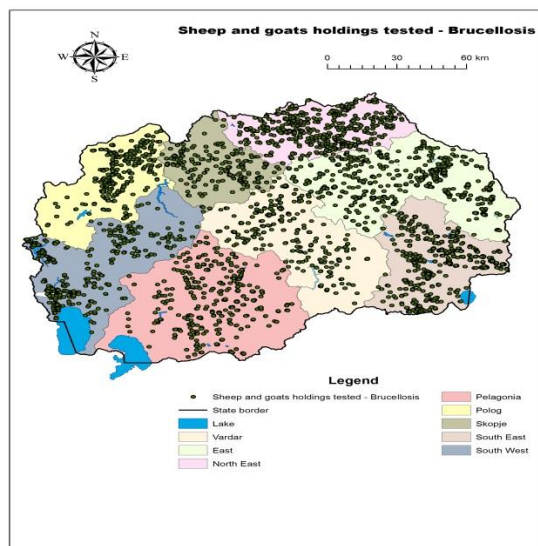 Sheep and goats holdings tested - Brucellosis
N
W E
S
0 30 60 km
Legend
Sheep and goats holdings tested - Brucellosis
State border
Lake
Vardar
East
North East
Pelagonia
Polog
Skopje
South East
South West